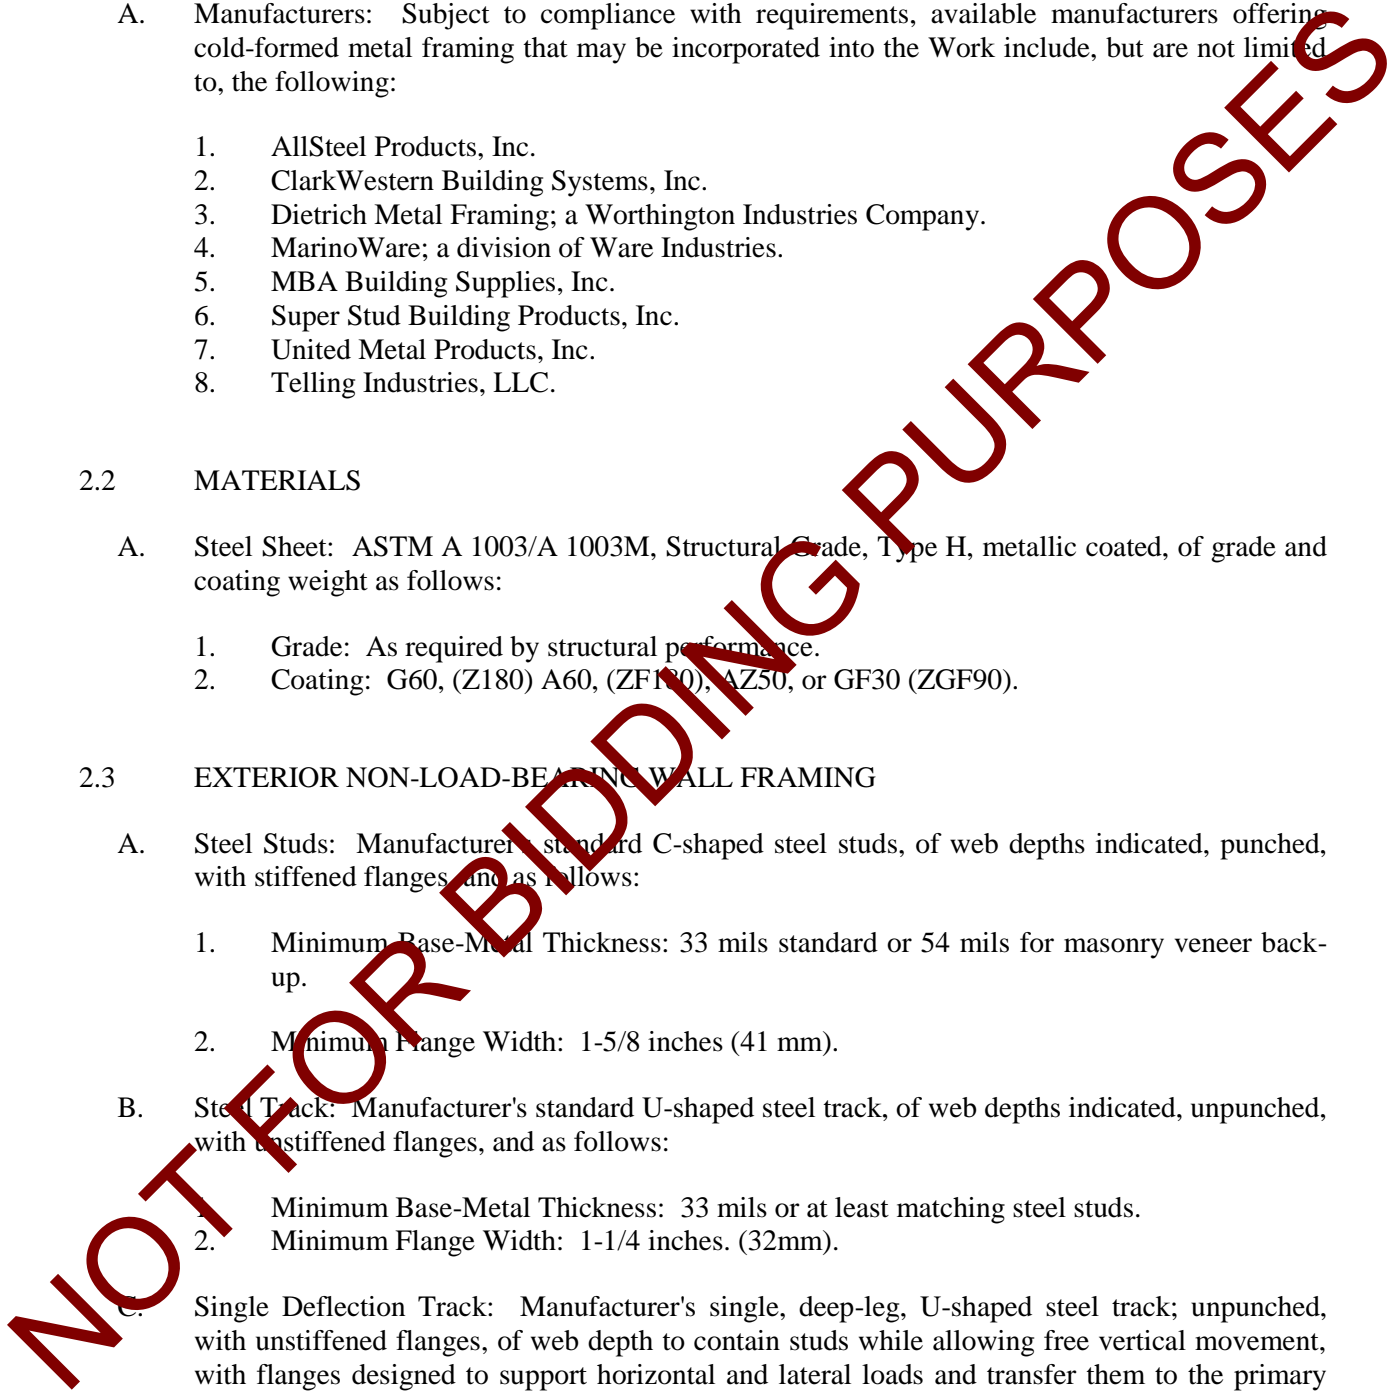 A. Manufacturers: Subject to compliance with requirements, available manufacturers offering
cold-formed metal framing that may be incorporated into the Work include, but are not limited
to, the following:
1. AllSteel Products, Inc.
2. ClarkWestern Building Systems, Inc.
3. Dietrich Metal Framing; a Worthington Industries Company.
4. MarinoWare; a division of Ware Industries.
5. MBA Building Supplies, Inc.
6. Super Stud Building Products, Inc.
7. United Metal Products, Inc.
8. Telling Industries, LLC.
2.2 MATERIALS
A. Steel Sheet: ASTM A 1003/A 1003M, Structural Grade, Type H, metallic coated, of grade and
coating weight as follows:
1. Grade: As required by structural performance.
2. Coating: G60, (Z180) A60, (ZF180), AZ50, or GF30 (ZGF90).
2.3 EXTERIOR NON-LOAD-BEARING WALL FRAMING
A. Steel Studs: Manufacturer's standard C-shaped steel studs, of web depths indicated, punched,
with stiffened flanges, and as follows:
1. Minimum Base-Metal Thickness: 33 mils standard or 54 mils for masonry veneer back-
up.
2. Minimum Flange Width: 1-5/8 inches (41 mm).
B. Steel Track: Manufacturer's standard U-shaped steel track, of web depths indicated, unpunched,
with unstiffened flanges, and as follows:
1. Minimum Base-Metal Thickness: 33 mils or at least matching steel studs.
2. Minimum Flange Width: 1-1/4 inches. (32mm).
C. Single Deflection Track: Manufacturer's single, deep-leg, U-shaped steel track; unpunched,
with unstiffened flanges, of web depth to contain studs while allowing free vertical movement,
with flanges designed to support horizontal and lateral loads and transfer them to the primary
NOT FOR BIDDING PURPOSES